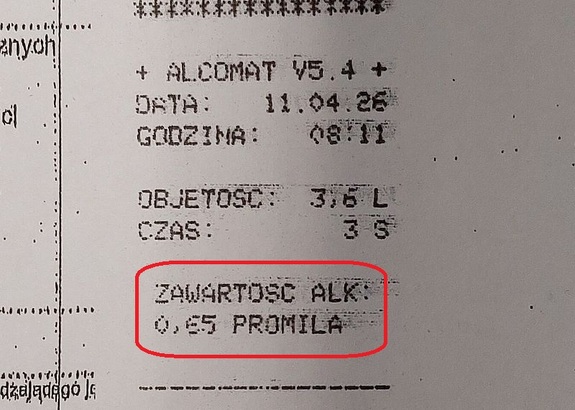 znych
+ ALCOMAT V5.4 +
DATA: 11.04.26
GODZINA: 08:11
OBJETOSC: 3,6 L
CZAS: 3 S
ZAWARTOSC ALK:
0,65 PROMILA